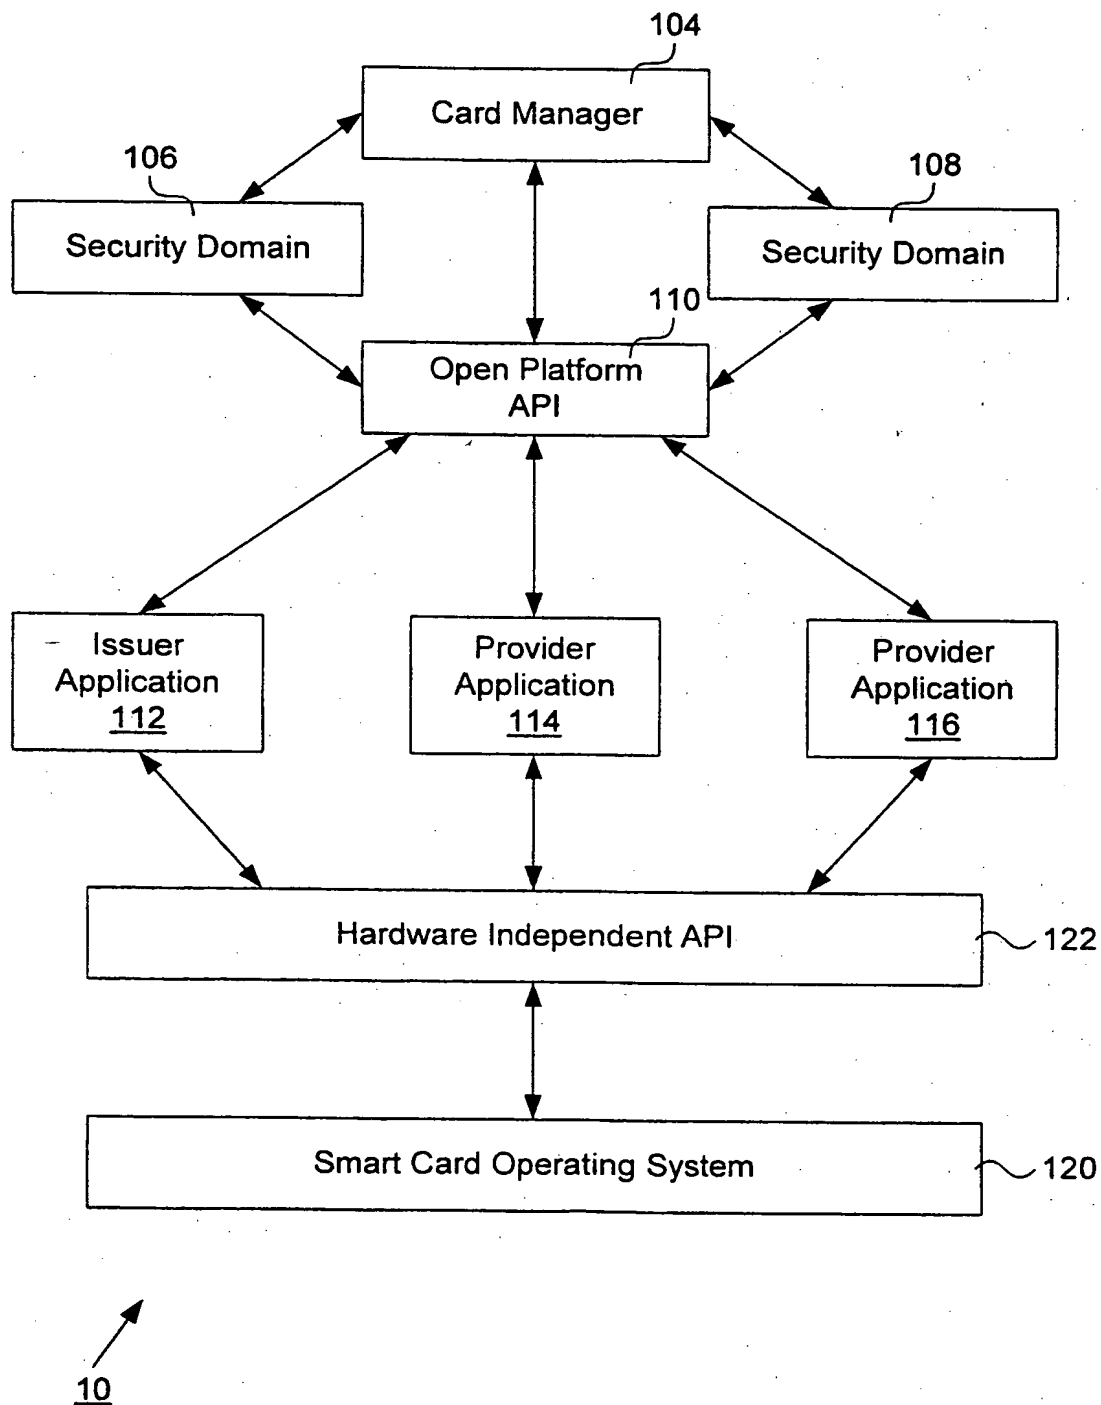 104
Card Manager
106
108
Security Domain
Security Domain
110
Open Platform
API
Issuer
Application
112
Provider
Application
114
Provider
Application
116
Hardware Independent API
122
Smart Card Operating System
120
10